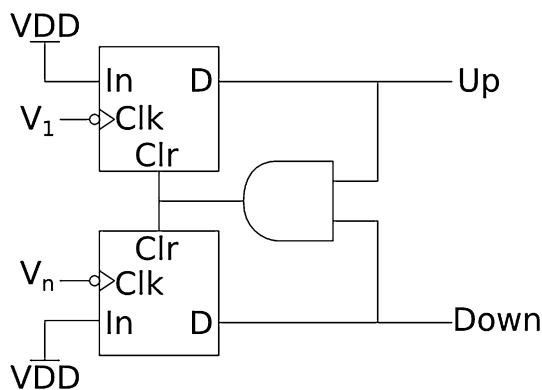 VDD
In D Up
V1 Clk
Clr
Clr
Vn Clk
In D Down
VDD